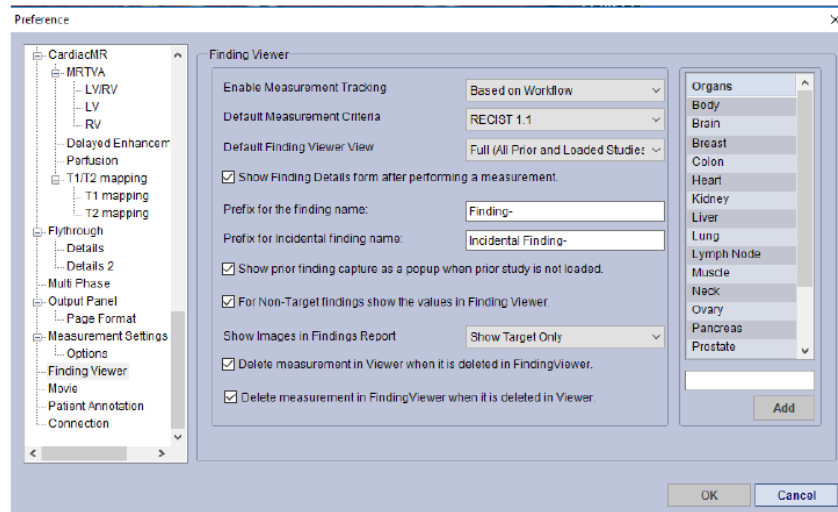 Preference
CardiacMR
MRTVA
LV/RV
LV
RV
Delayed Enhancem
Perfusion
T1/T2 mapping
T1 mapping
T2 mapping
Flythrough
Details
Details 2
Multi Phase
Output Panel
Page Format
Measurement Settings
Options
Finding Viewer
Movie
Patient Annotation
Connection
Finding Viewer
Enable Measurement Tracking
Based on Workflow
Default Measurement Criteria
RECIST 1.1
Default Finding Viewer View
Full (All Prior and Loaded Studies
Show Finding Details form after performing a measurement.
Prefix for the finding name:
Finding-
Prefix for Incidental finding name:
Incidental Finding-
Show prior finding capture as a popup when prior study is not loaded.
For Non-Target findings show the values in Finding Viewer.
Show Images in Findings Report
Show Target Only
Delete measurement in Viewer when it is deleted in FindingViewer.
Delete measurement in FindingViewer when it is deleted in Viewer.
Organs
Body
Brain
Breast
Colon
Heart
Kidney
Liver
Lung
Lymph Node
Muscle
Neck
Ovary
Pancreas
Prostate
Add
OK
Cancel